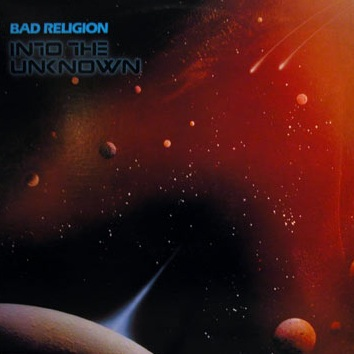 BAD RELIGION
INTO THE
UNKNOWN